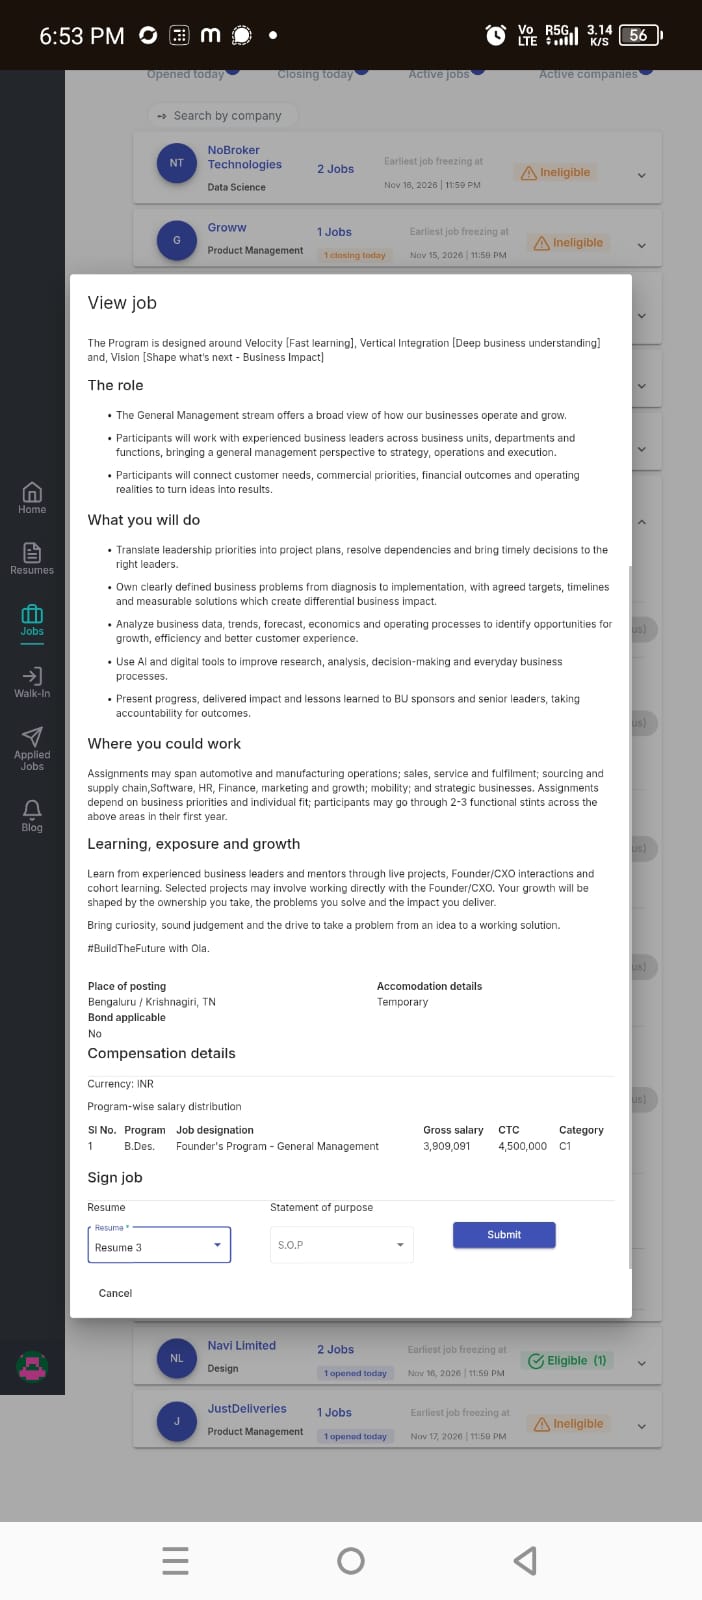 6:53 PM
Vo LTE R5G 3.14 K/S 56
Opened today Closing today Active jobs Active companies
Search by company
NT NoBroker Technologies 2 Jobs Earliest job freezing at Ineligible
Data Science Nov 16, 2026 | 11:59 PM
G Groww 1 Jobs Earliest job freezing at Ineligible
Product Management 1 closing today Nov 15, 2026 | 11:59 PM
View job
The Program is designed around Velocity [Fast learning], Vertical Integration [Deep business understanding]
and, Vision [Shape what's next - Business Impact]
The role
• The General Management stream offers a broad view of how our businesses operate and grow.
• Participants will work with experienced business leaders across business units, departments and
functions, bringing a general management perspective to strategy, operations and execution.
• Participants will connect customer needs, commercial priorities, financial outcomes and operating
realities to turn ideas into results.
What you will do
• Translate leadership priorities into project plans, resolve dependencies and bring timely decisions to the
right leaders.
• Own clearly defined business problems from diagnosis to implementation, with agreed targets, timelines
and measurable solutions which create differential business impact.
• Analyze business data, trends, forecast, economics and operating processes to identify opportunities for
growth, efficiency and better customer experience.
• Use AI and digital tools to improve research, analysis, decision-making and everyday business
processes.
• Present progress, delivered impact and lessons learned to BU sponsors and senior leaders, taking
accountability for outcomes.
Where you could work
Assignments may span automotive and manufacturing operations; sales, service and fulfilment; sourcing and
supply chain,Software, HR, Finance, marketing and growth; mobility; and strategic businesses. Assignments
depend on business priorities and individual fit; participants may go through 2-3 functional stints across the
above areas in their first year.
Learning, exposure and growth
Learn from experienced business leaders and mentors through live projects, Founder/CXO interactions and
cohort learning. Selected projects may involve working directly with the Founder/CXO. Your growth will be
shaped by the ownership you take, the problems you solve and the impact you deliver.
Bring curiosity, sound judgement and the drive to take a problem from an idea to a working solution.
#BuildTheFuture with Ola.
Place of posting Accomodation details
Bengaluru / Krishnagiri, TN Temporary
Bond applicable
No
Compensation details
Currency: INR
Program-wise salary distribution
Sl No. Program Job designation Gross salary CTC Category
1 B.Des. Founder's Program - General Management 3,909,091 4,500,000 C1
Sign job
Resume Statement of purpose
Resume *
Resume 3 S.O.P Submit
Cancel
Home
Resumes
Jobs
Walk-In
Applied
Jobs
Blog
us)
us)
us)
us)
us)
NL Navi Limited 2 Jobs Earliest job freezing at Eligible (1)
Design 1 opened today Nov 16, 2026 | 11:59 PM
J JustDeliveries 1 Jobs Earliest job freezing at Ineligible
Product Management 1 opened today Nov 17, 2026 | 11:59 PM